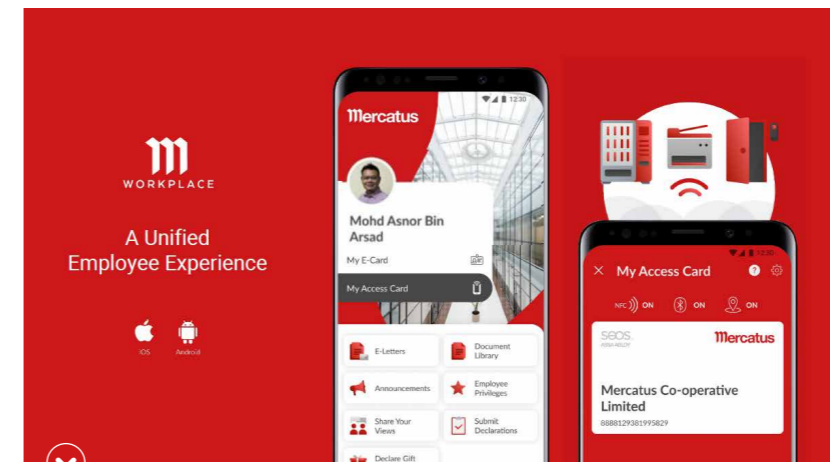 m
WORKPLACE
A Unified
Employee Experience
iOS
Android
12:30
mercatus
Mohd Asnor Bin
Arsad
My E-Card
My Access Card
E-Letters
Document
Library
Announcements
Employee
Privileges
Share Your
Views
Submit
Declarations
Declare Gift
12:30
My Access Card
?
NFC ON
ON
ON
SEOS
mercatus
Mercatus Co-operative
Limited
8888129381995829